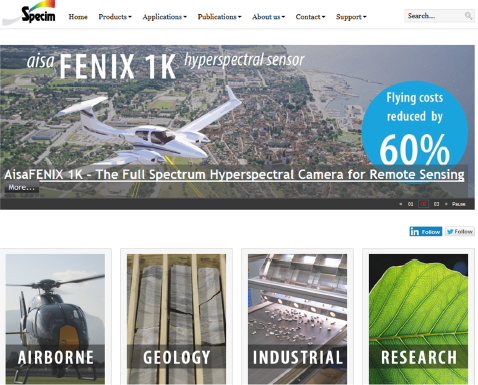 Specim
Home Products Applications Publications About us Contact Support Search...
aisa FENIX 1K hyperspectral sensor
Flying costs
reduced by
60%
AisaFENIX 1K - The Full Spectrum Hyperspectral Camera for Remote Sensing
More...
« 01 02 03 » Pause
in Follow Follow
AIRBORNE GEOLOGY INDUSTRIAL RESEARCH